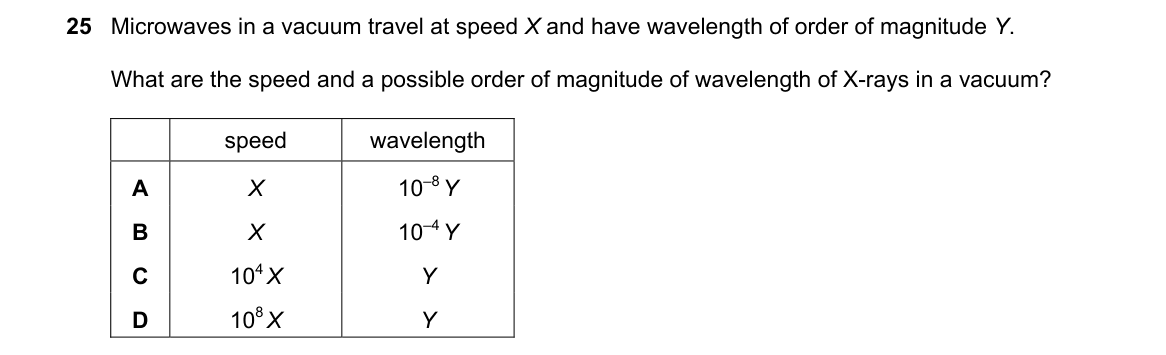 25 Microwaves in a vacuum travel at speed X and have wavelength of order of magnitude Y.
What are the speed and a possible order of magnitude of wavelength of X-rays in a vacuum?
speed wavelength
A X 10⁻⁸ Y
B X 10⁻⁴ Y
C 10⁴ X Y
D 10⁸ X Y